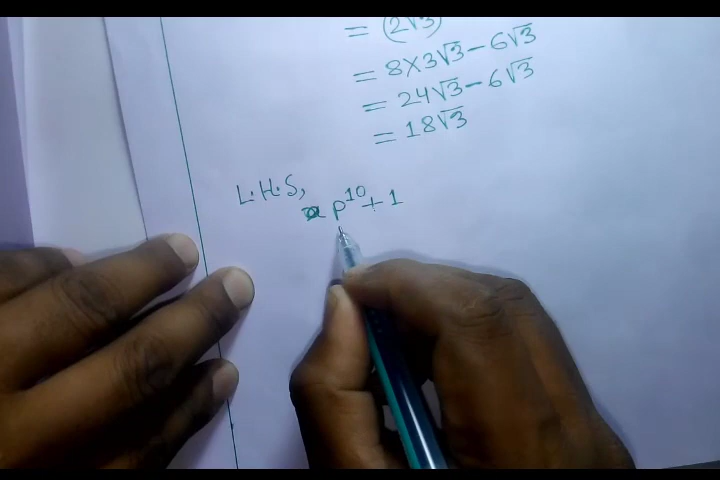 = (2√3)
= 8×3√3 - 6√3
= 24√3 - 6√3
= 18√3
L.H.S,
p¹⁰+1